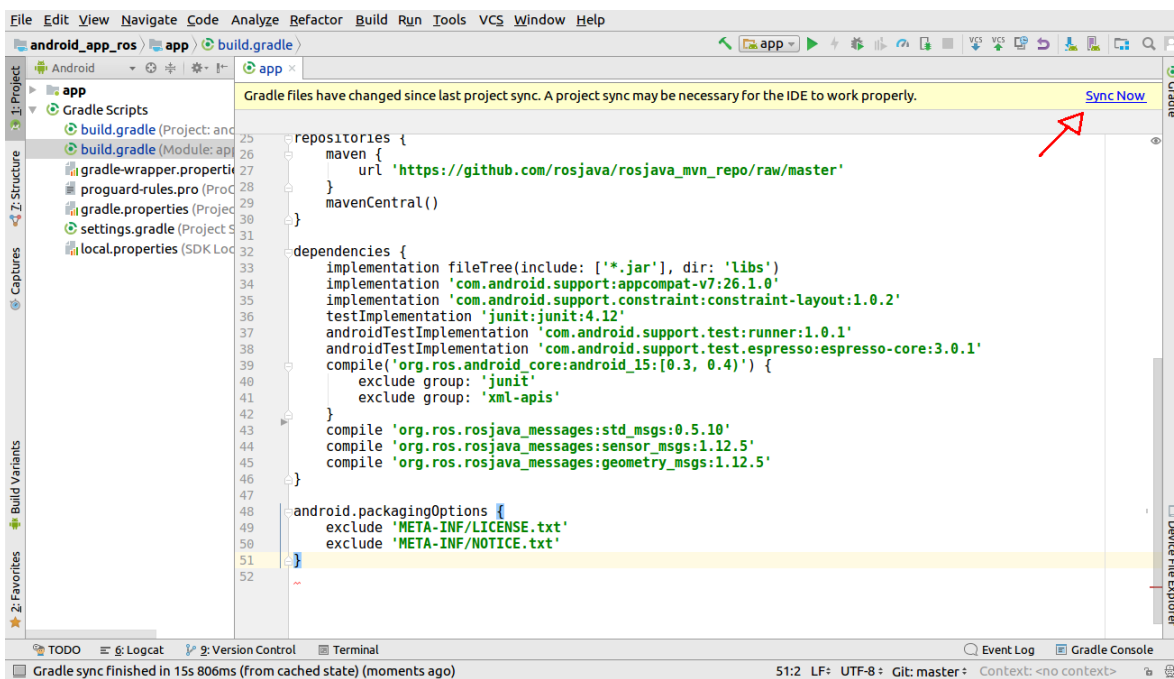 File Edit View Navigate Code Analyze Refactor Build Run Tools VCS Window Help
android_app_ros app build.gradle app VCS VCS
1: Project Android app
app
Gradle Scripts
build.gradle (Project: and
build.gradle (Module: app
gradle-wrapper.properti
proguard-rules.pro (ProG
gradle.properties (Projec
settings.gradle (Project S
local.properties (SDK Loc
7: Structure
Captures
Build Variants
2: Favorites
Gradle files have changed since last project sync. A project sync may be necessary for the IDE to work properly. Sync Now
25 repositories {
26 maven {
27 url 'https://github.com/rosjava/rosjava_mvn_repo/raw/master'
28 }
29 mavenCentral()
30 }
31
32 dependencies {
33 implementation fileTree(include: ['*.jar'], dir: 'libs')
34 implementation 'com.android.support:appcompat-v7:26.1.0'
35 implementation 'com.android.support.constraint:constraint-layout:1.0.2'
36 testImplementation 'junit:junit:4.12'
37 androidTestImplementation 'com.android.support.test:runner:1.0.1'
38 androidTestImplementation 'com.android.support.test.espresso:espresso-core:3.0.1'
39 compile('org.ros.android_core:android_15:[0.3, 0.4)') {
40 exclude group: 'junit'
41 exclude group: 'xml-apis'
42 }
43 compile 'org.ros.rosjava_messages:std_msgs:0.5.10'
44 compile 'org.ros.rosjava_messages:sensor_msgs:1.12.5'
45 compile 'org.ros.rosjava_messages:geometry_msgs:1.12.5'
46 }
47
48 android.packagingOptions {
49 exclude 'META-INF/LICENSE.txt'
50 exclude 'META-INF/NOTICE.txt'
51 }
52
Gradle
Device File Explorer
TODO 6: Logcat 9: Version Control Terminal Event Log Gradle Console
Gradle sync finished in 15s 806ms (from cached state) (moments ago) 51:2 LF÷ UTF-8÷ Git: master÷ Context: <no context>